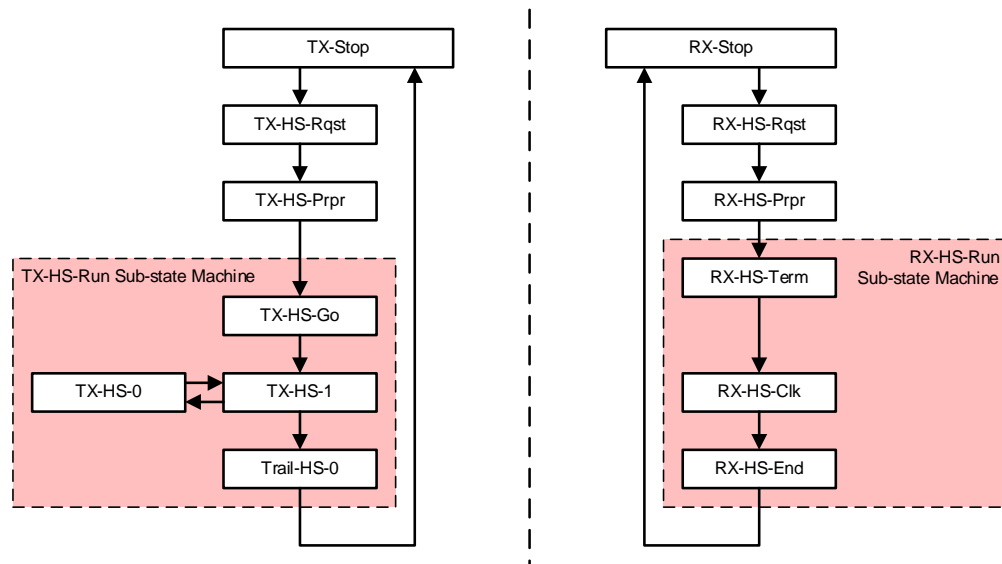 TX-Stop
TX-HS-Rqst
TX-HS-Prpr
TX-HS-Run Sub-state Machine
TX-HS-Go
TX-HS-0
TX-HS-1
Trail-HS-0
RX-Stop
RX-HS-Rqst
RX-HS-Prpr
RX-HS-Run
Sub-state Machine
RX-HS-Term
RX-HS-Clk
RX-HS-End